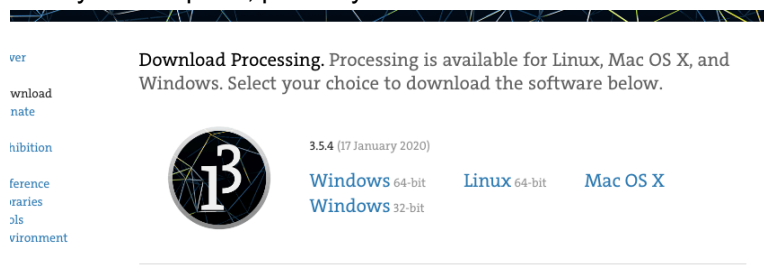 Download Processing. Processing is available for Linux, Mac OS X, and
Windows. Select your choice to download the software below.
ver
wnload
nate
hibition
ference
raries
ols
vironment
3.5.4 (17 January 2020)
Windows 64-bit Linux 64-bit Mac OS X
Windows 32-bit
3